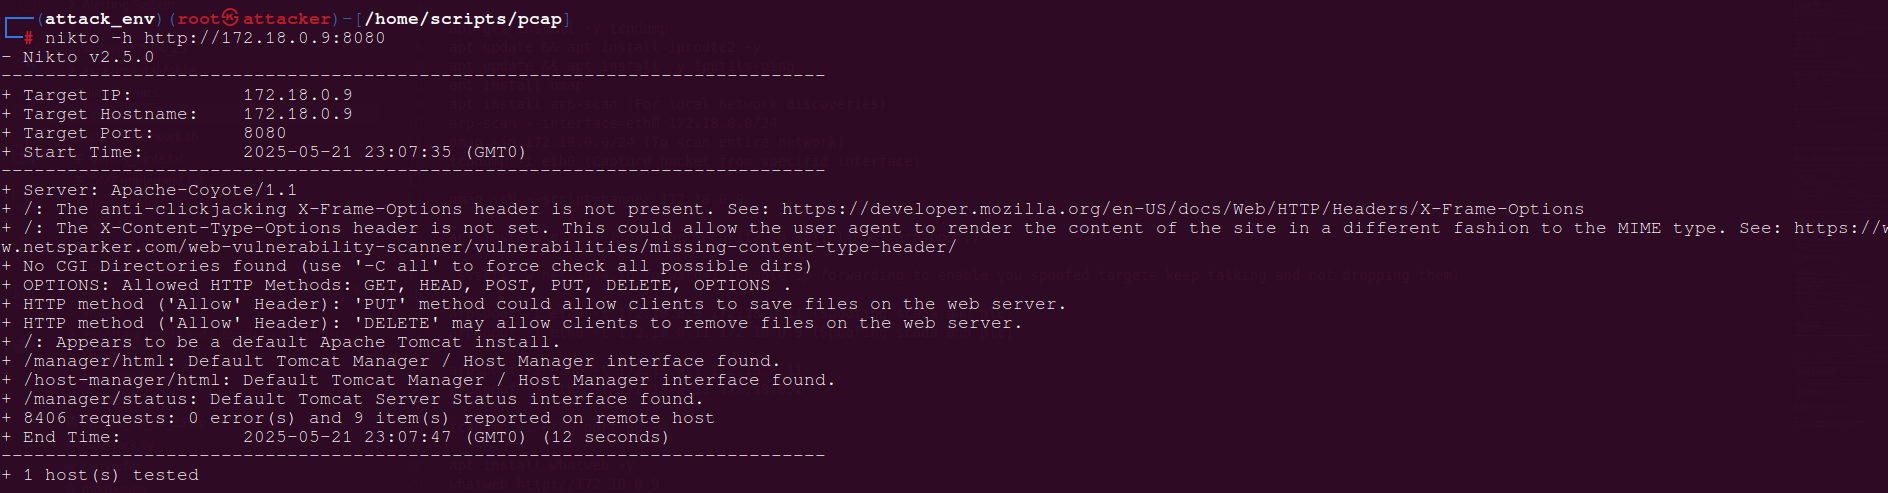 (attack_env)(root㉿attacker)-[/home/scripts/pcap]
# nikto -h http://172.18.0.9:8080
- Nikto v2.5.0
---------------------------------------------------------------------------
+ Target IP:          172.18.0.9
+ Target Hostname:    172.18.0.9
+ Target Port:        8080
+ Start Time:         2025-05-21 23:07:35 (GMT0)
---------------------------------------------------------------------------
+ Server: Apache-Coyote/1.1
+ /: The anti-clickjacking X-Frame-Options header is not present. See: https://developer.mozilla.org/en-US/docs/Web/HTTP/Headers/X-Frame-Options
+ /: The X-Content-Type-Options header is not set. This could allow the user agent to render the content of the site in a different fashion to the MIME type. See: https://w
w.netsparker.com/web-vulnerability-scanner/vulnerabilities/missing-content-type-header/
+ No CGI Directories found (use '-C all' to force check all possible dirs)
+ OPTIONS: Allowed HTTP Methods: GET, HEAD, POST, PUT, DELETE, OPTIONS .
+ HTTP method ('Allow' Header): 'PUT' method could allow clients to save files on the web server.
+ HTTP method ('Allow' Header): 'DELETE' may allow clients to remove files on the web server.
+ /: Appears to be a default Apache Tomcat install.
+ /manager/html: Default Tomcat Manager / Host Manager interface found.
+ /host-manager/html: Default Tomcat Manager / Host Manager interface found.
+ /manager/status: Default Tomcat Server Status interface found.
+ 8406 requests: 0 error(s) and 9 item(s) reported on remote host
+ End Time:           2025-05-21 23:07:47 (GMT0) (12 seconds)
---------------------------------------------------------------------------
+ 1 host(s) tested